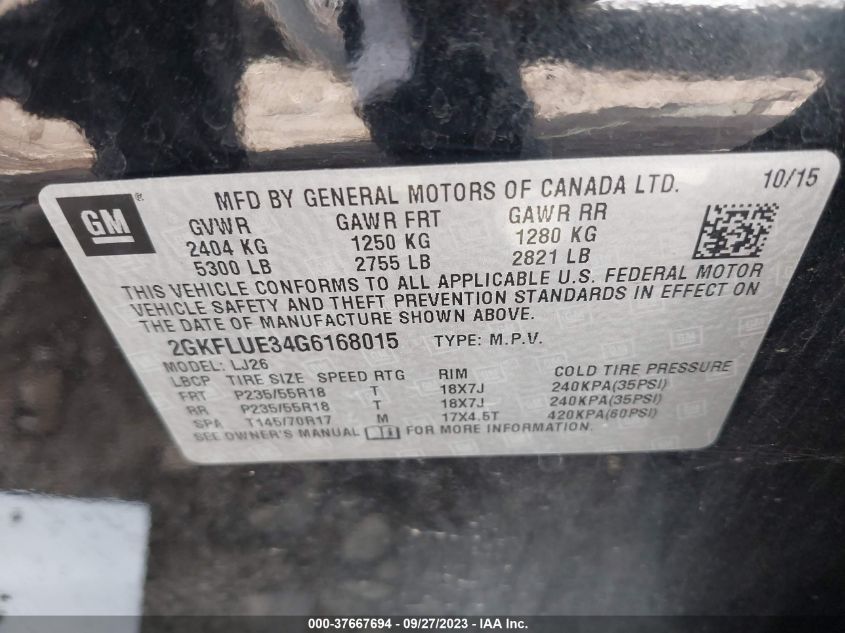 GM ®
MFD BY GENERAL MOTORS OF CANADA LTD. 10/15
GVWR GAWR FRT GAWR RR
2404 KG 1250 KG 1280 KG
5300 LB 2755 LB 2821 LB
THIS VEHICLE CONFORMS TO ALL APPLICABLE U.S. FEDERAL MOTOR
VEHICLE SAFETY AND THEFT PREVENTION STANDARDS IN EFFECT ON
THE DATE OF MANUFACTURE SHOWN ABOVE.
2GKFLUE34G6168015 TYPE: M.P.V.
MODEL: LJ26
LBCP TIRE SIZE SPEED RTG RIM COLD TIRE PRESSURE
FRT P235/55R18 T 18X7J 240KPA(35PSI)
RR P235/55R18 T 18X7J 240KPA(35PSI)
SPA T145/70R17 M 17X4.5T 420KPA(60PSI)
SEE OWNER'S MANUAL FOR MORE INFORMATION.
000-37667694 - 09/27/2023 - IAA Inc.